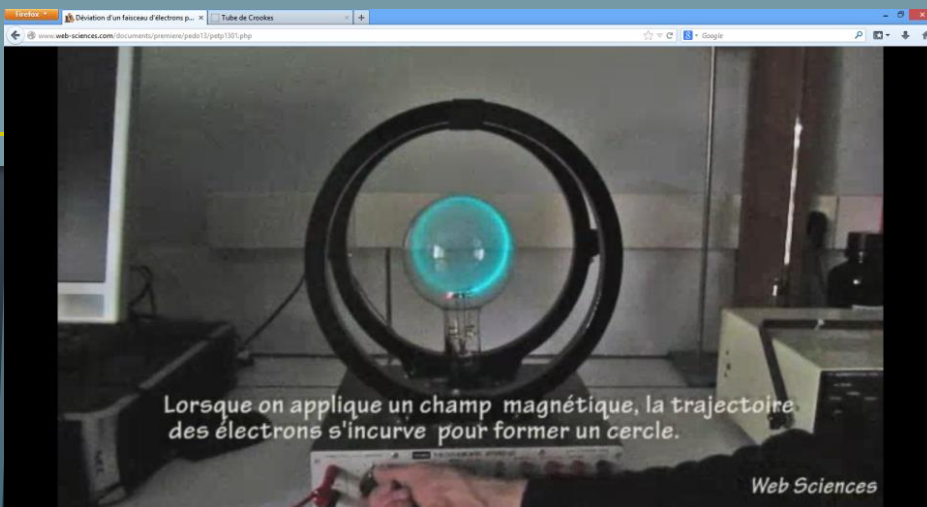 Firefox
Déviation d'un faisceau d'électrons p...
Tube de Crookes
www.web-sciences.com/documents/premiere/pedo13/petp1301.php
Google
Lorsque on applique un champ magnétique, la trajectoire
des électrons s'incurve pour former un cercle.
Web Sciences